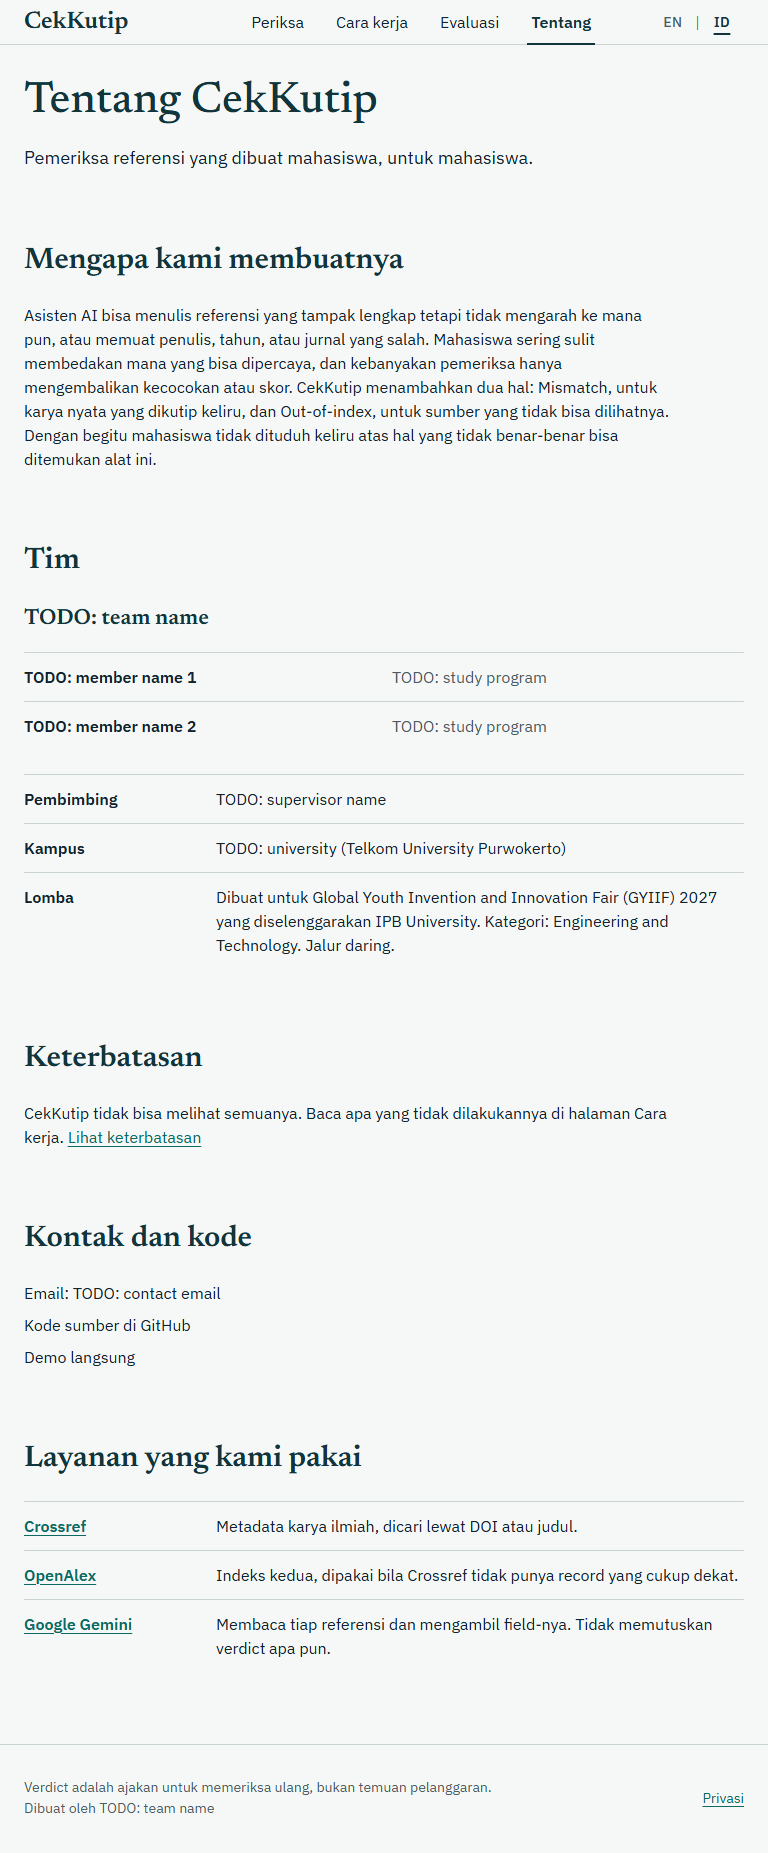 CekKutip
Periksa
Cara kerja
Evaluasi
Tentang
EN | ID
Tentang CekKutip
Pemeriksa referensi yang dibuat mahasiswa, untuk mahasiswa.
Mengapa kami membuatnya
Asisten AI bisa menulis referensi yang tampak lengkap tetapi tidak mengarah ke mana
pun, atau memuat penulis, tahun, atau jurnal yang salah. Mahasiswa sering sulit
membedakan mana yang bisa dipercaya, dan kebanyakan pemeriksa hanya
mengembalikan kecocokan atau skor. CekKutip menambahkan dua hal: Mismatch, untuk
karya nyata yang dikutip keliru, dan Out-of-index, untuk sumber yang tidak bisa dilihatnya.
Dengan begitu mahasiswa tidak dituduh keliru atas hal yang tidak benar-benar bisa
ditemukan alat ini.
Tim
TODO: team name
TODO: member name 1
TODO: study program
TODO: member name 2
TODO: study program
Pembimbing
TODO: supervisor name
Kampus
TODO: university (Telkom University Purwokerto)
Lomba
Dibuat untuk Global Youth Invention and Innovation Fair (GYIIF) 2027
yang diselenggarakan IPB University. Kategori: Engineering and
Technology. Jalur daring.
Keterbatasan
CekKutip tidak bisa melihat semuanya. Baca apa yang tidak dilakukannya di halaman Cara
kerja. Lihat keterbatasan
Kontak dan kode
Email: TODO: contact email
Kode sumber di GitHub
Demo langsung
Layanan yang kami pakai
Crossref
Metadata karya ilmiah, dicari lewat DOI atau judul.
OpenAlex
Indeks kedua, dipakai bila Crossref tidak punya record yang cukup dekat.
Google Gemini
Membaca tiap referensi dan mengambil field-nya. Tidak memutuskan
verdict apa pun.
Verdict adalah ajakan untuk memeriksa ulang, bukan temuan pelanggaran.
Dibuat oleh TODO: team name
Privasi